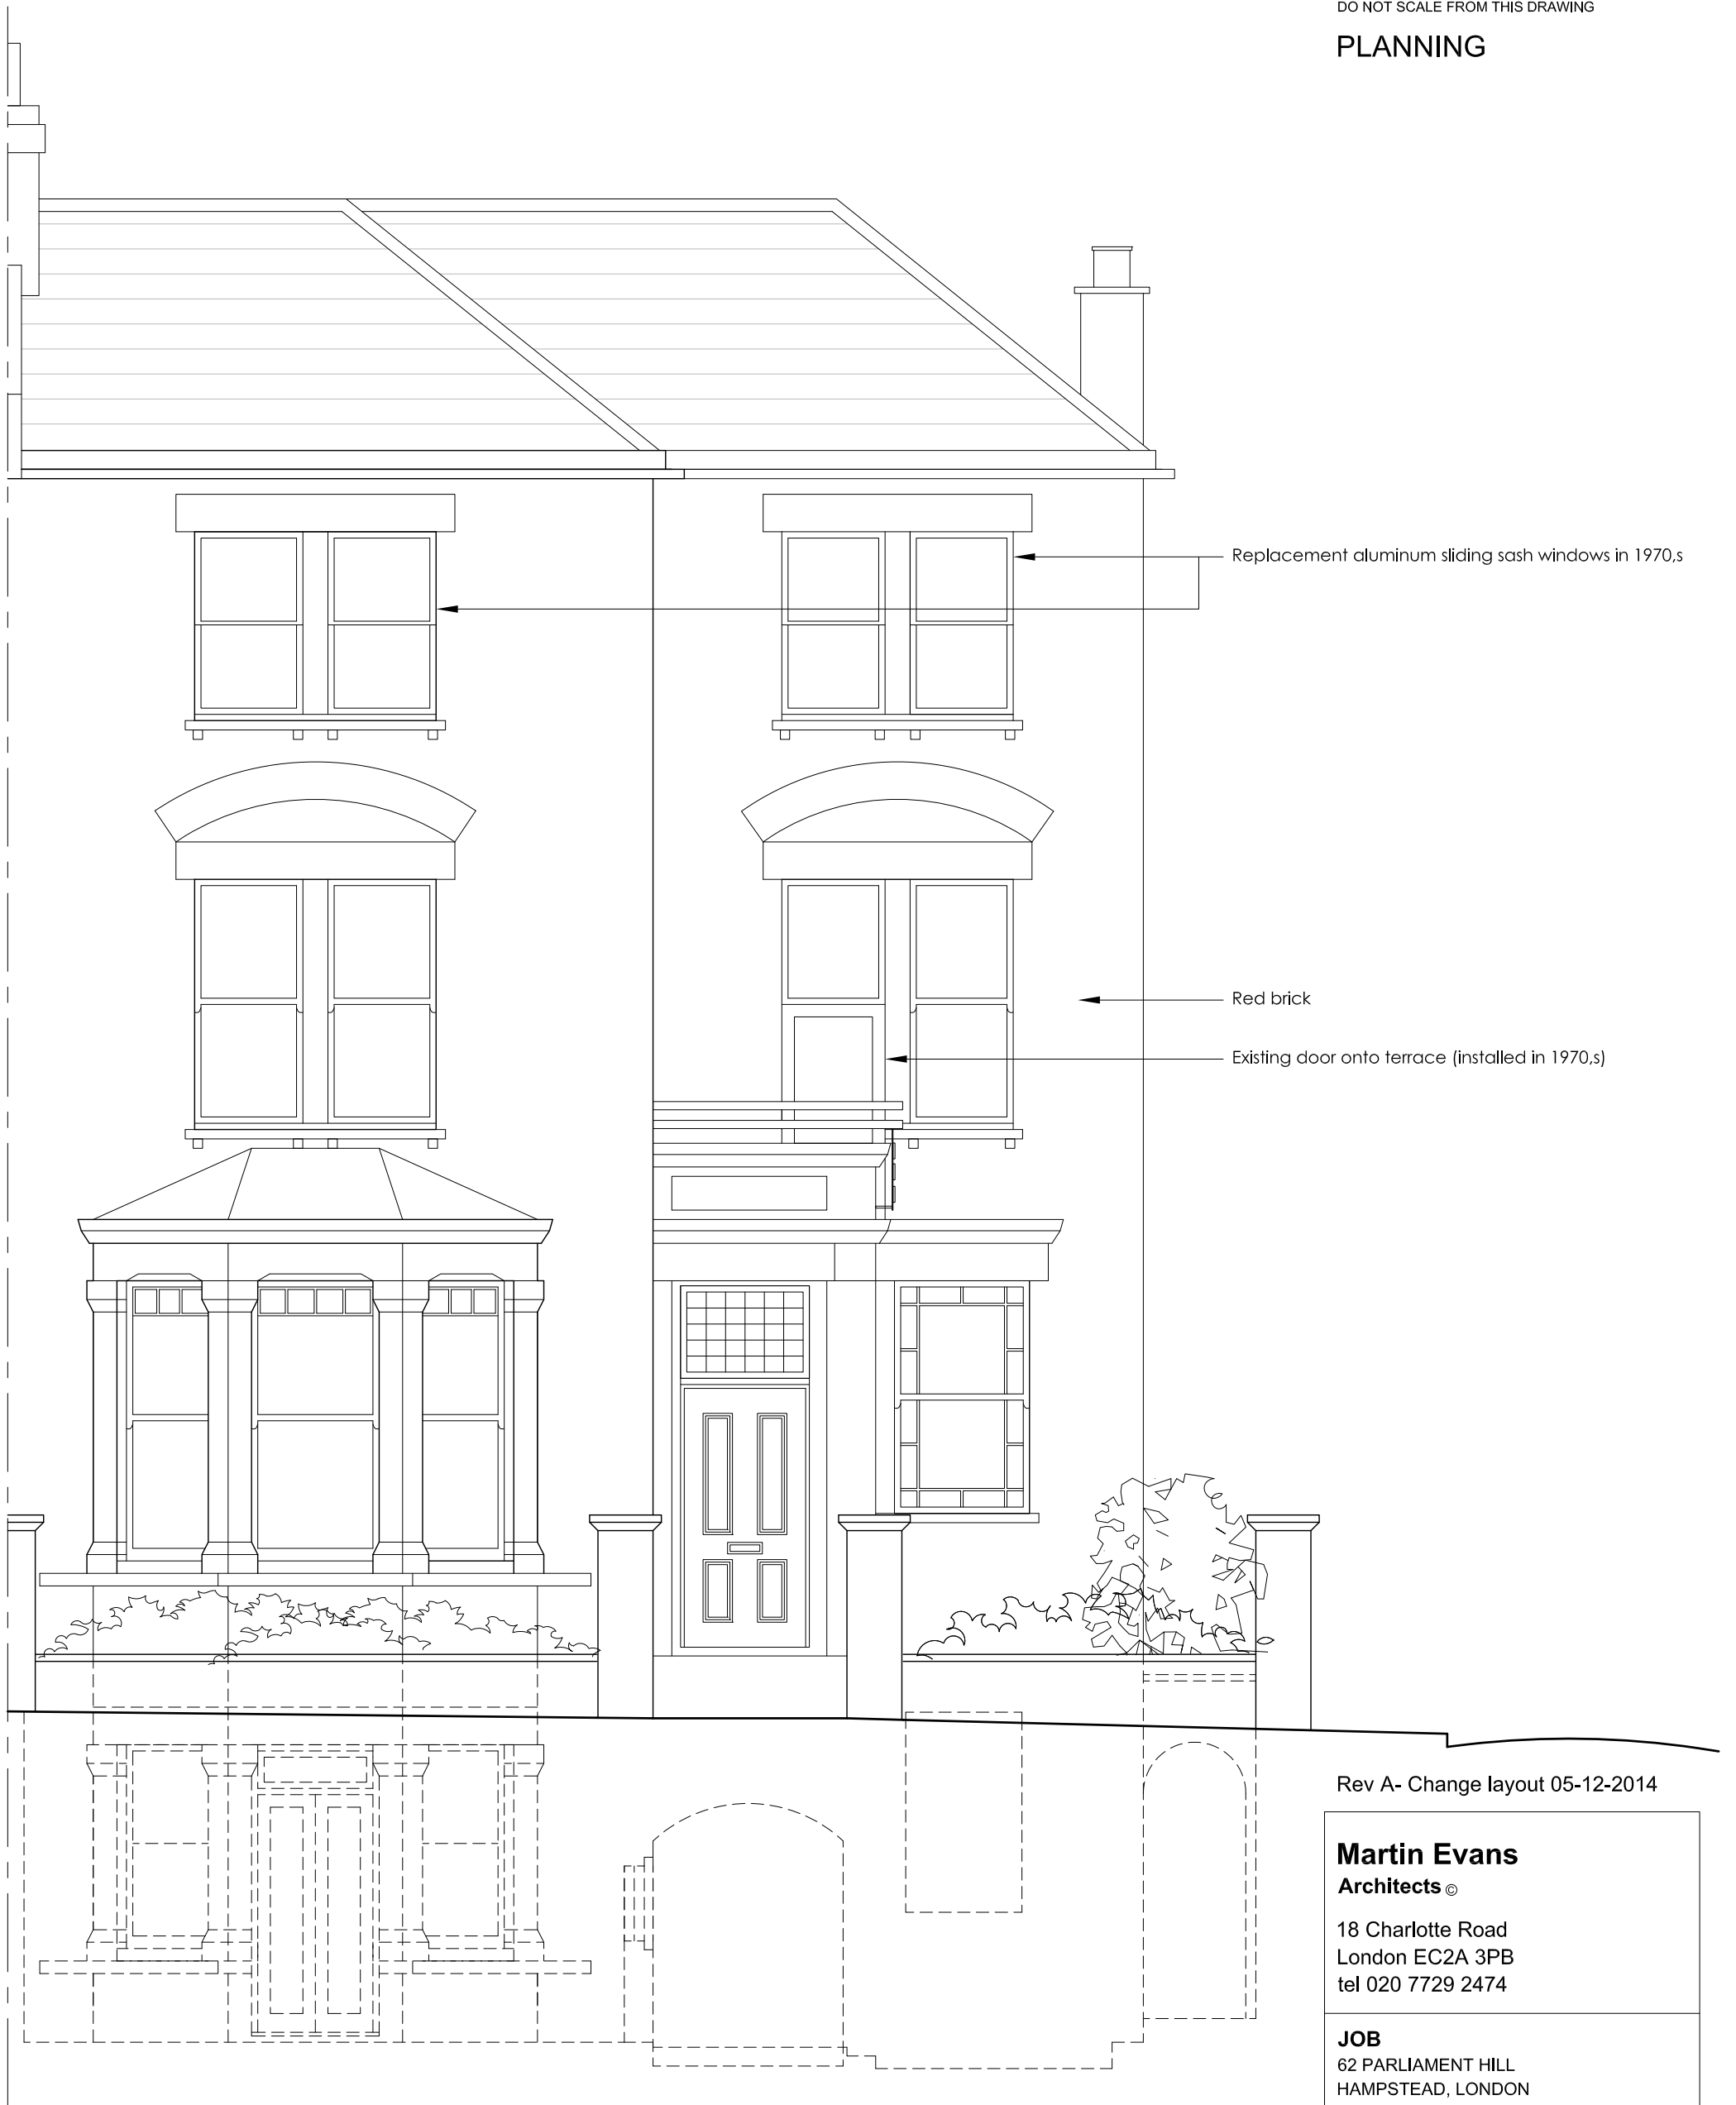 DO NOT SCALE FROM THIS DRAWING
PLANNING
Replacement aluminum sliding sash windows in 1970,s
Red brick
Existing door onto terrace (installed in 1970,s)
Rev A- Change layout 05-12-2014
Martin Evans
Architects ©
18 Charlotte Road
London EC2A 3PB
tel 020 7729 2474
JOB
62 PARLIAMENT HILL
HAMPSTEAD, LONDON